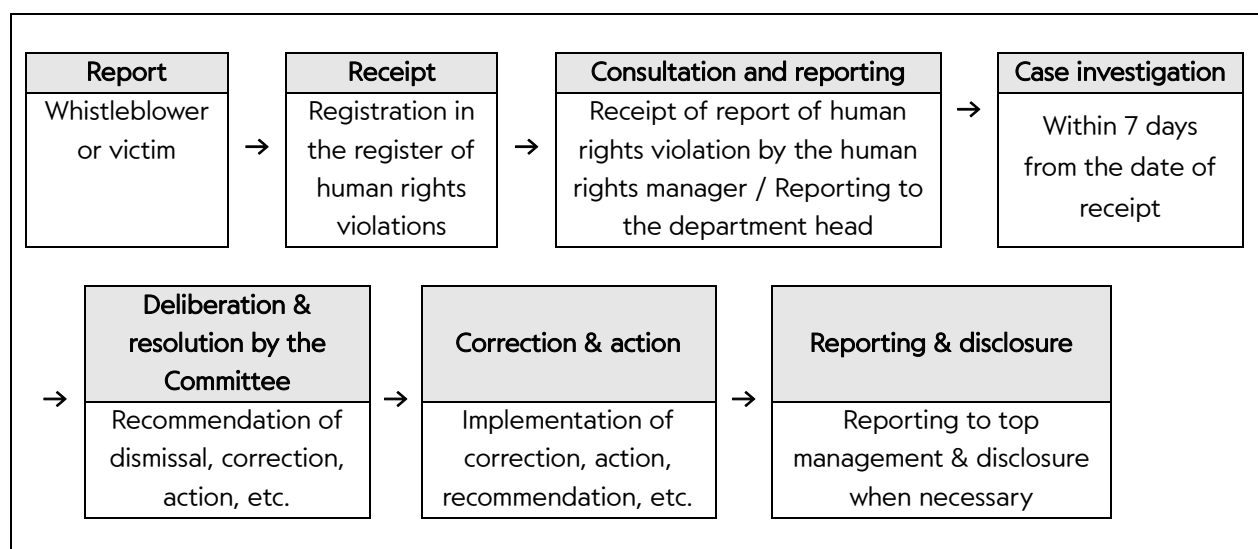 Report
Whistleblower
or victim
→
Receipt
Registration in
the register of
human rights
violations
→
Consultation and reporting
Receipt of report of human
rights violation by the human
rights manager / Reporting to
the department head
→
Case investigation
Within 7 days
from the date of
receipt
→
Deliberation &
resolution by the
Committee
Recommendation of
dismissal, correction,
action, etc.
→
Correction & action
Implementation of
correction, action,
recommendation, etc.
→
Reporting & disclosure
Reporting to top
management & disclosure
when necessary